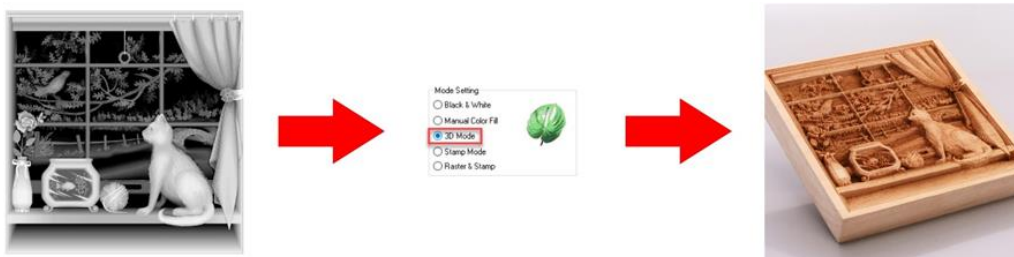 Mode Setting
Black & White
Manual Color Fill
3D Mode
Stamp Mode
Raster & Stamp